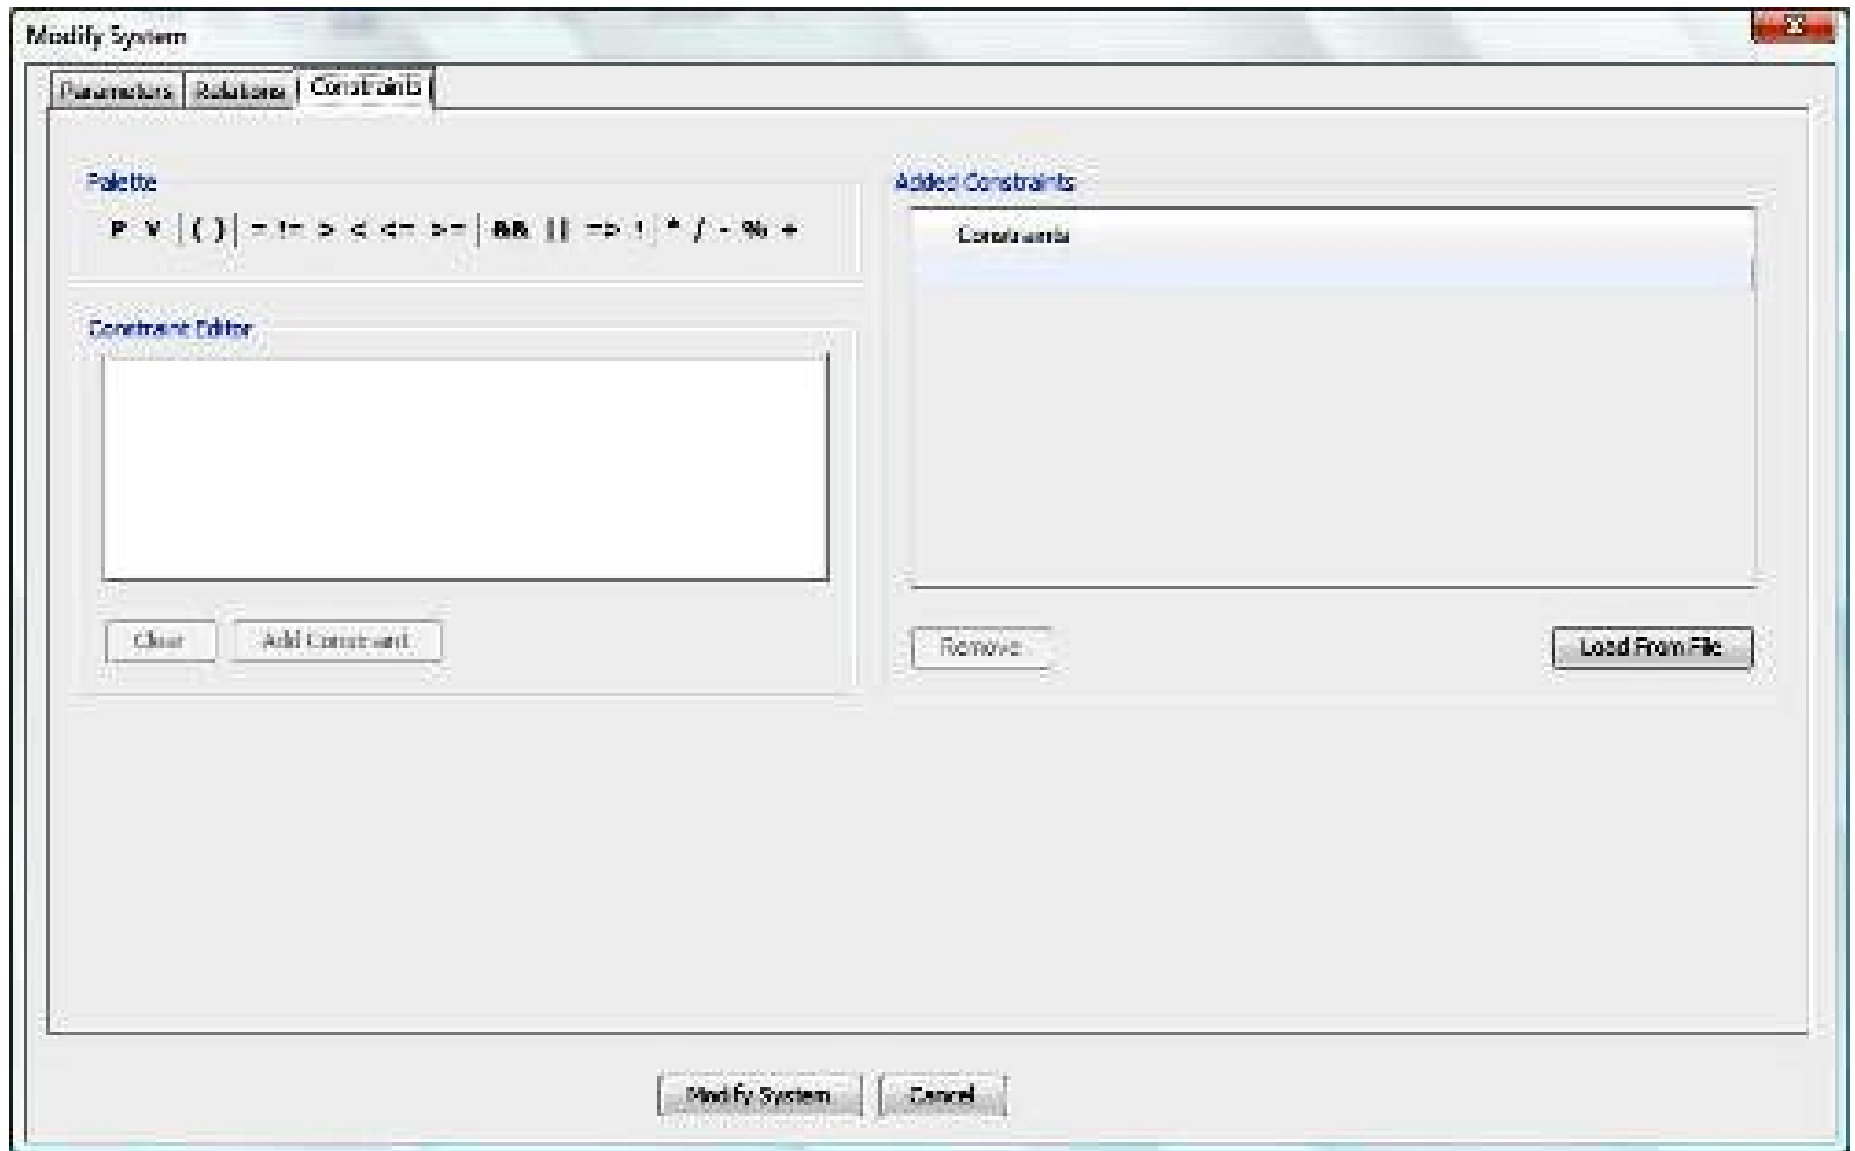 Modify System
Parameters Relations Constraints
Palette
P V ( ) = != > < <= >= && || => ! * / - % +
Constraint Editor
Clear Add Constraint
Added Constraints
Constraints
Remove Load From File
Modify System Cancel